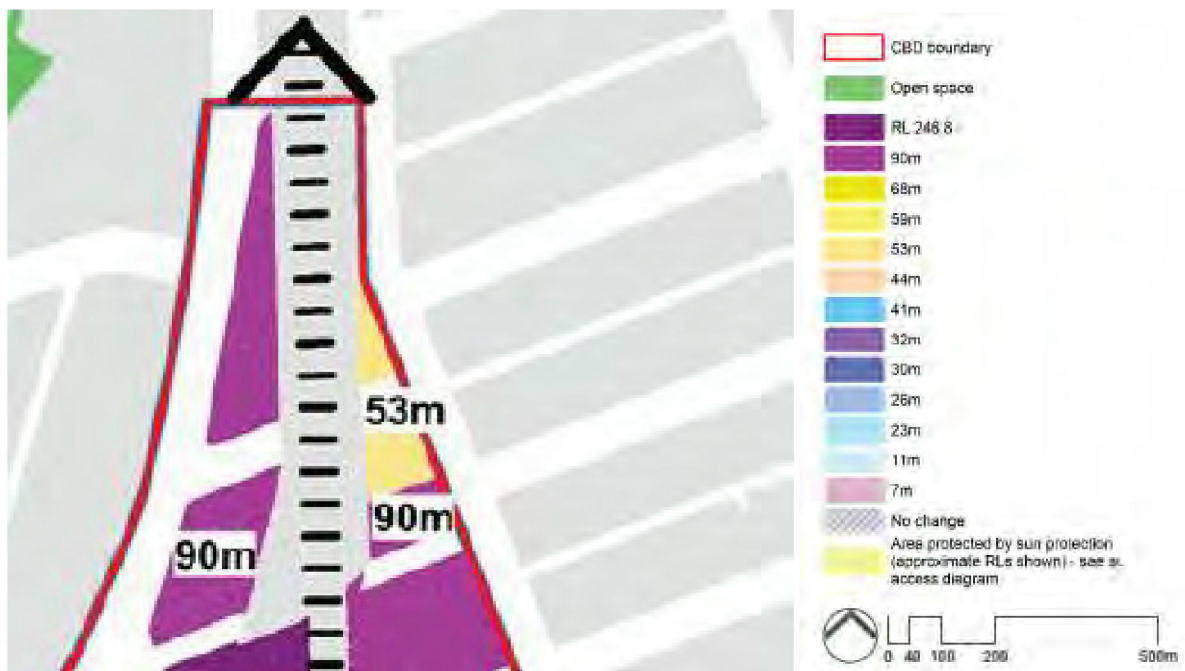 53m
90m
90m
CBD boundary
Open space
RL 246 8
90m
68m
59m
53m
44m
41m
32m
30m
26m
23m
11m
7m
No change
Area protected by sun protection
(approximate RLs shown) - see
access diagram
0 40 100 200 500m